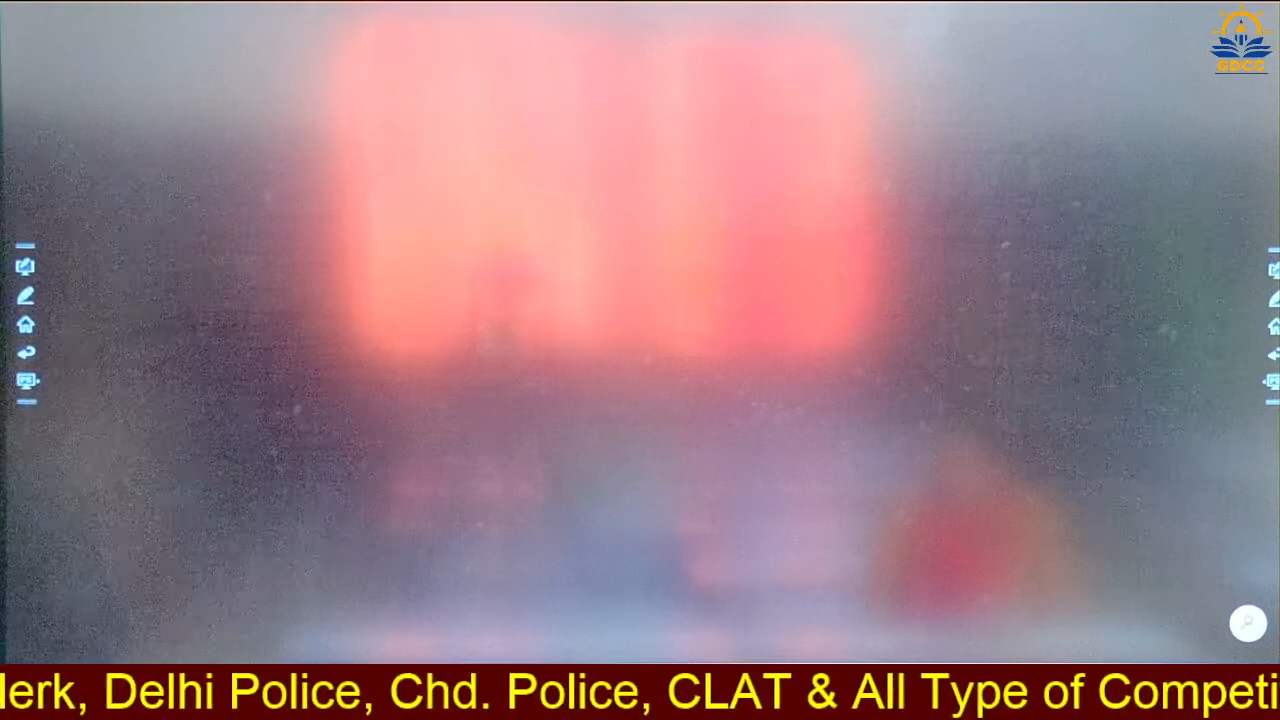 GDCC
lerk, Delhi Police, Chd. Police, CLAT & All Type of Competi